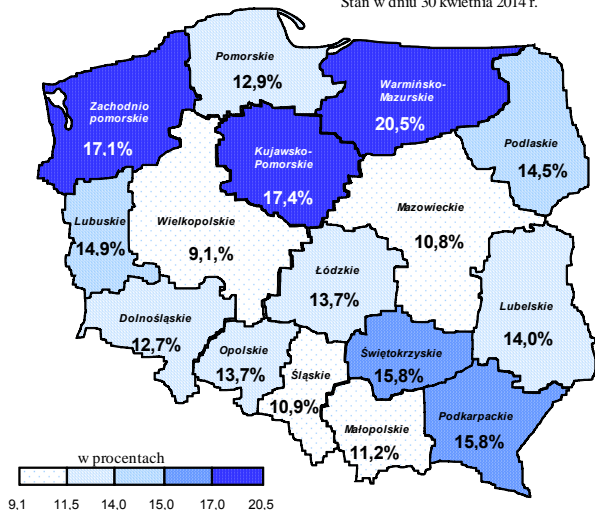 Stan w dniu 30 kwietnia 2014 r.
Pomorskie
12,9%
Warmińsko-
Mazurskie
20,5%
Zachodnio
pomorskie
17,1%
Kujawsko-
Pomorskie
17,4%
Podlaskie
14,5%
Lubuskie
14,9%
Wielkopolskie
9,1,%
Mazowieckie
10,8%
Łódzkie
13,7%
Lubelskie
14,0%
Dolnośląskie
12,7%
Opolskie
13,7%
Śląskie
10,9%
Świętokrzyskie
15,8%
Małopolskie
11,2%
Podkarpackie
15,8%
w procentach
9,1 11,5 14,0 15,0 17,0 20,5